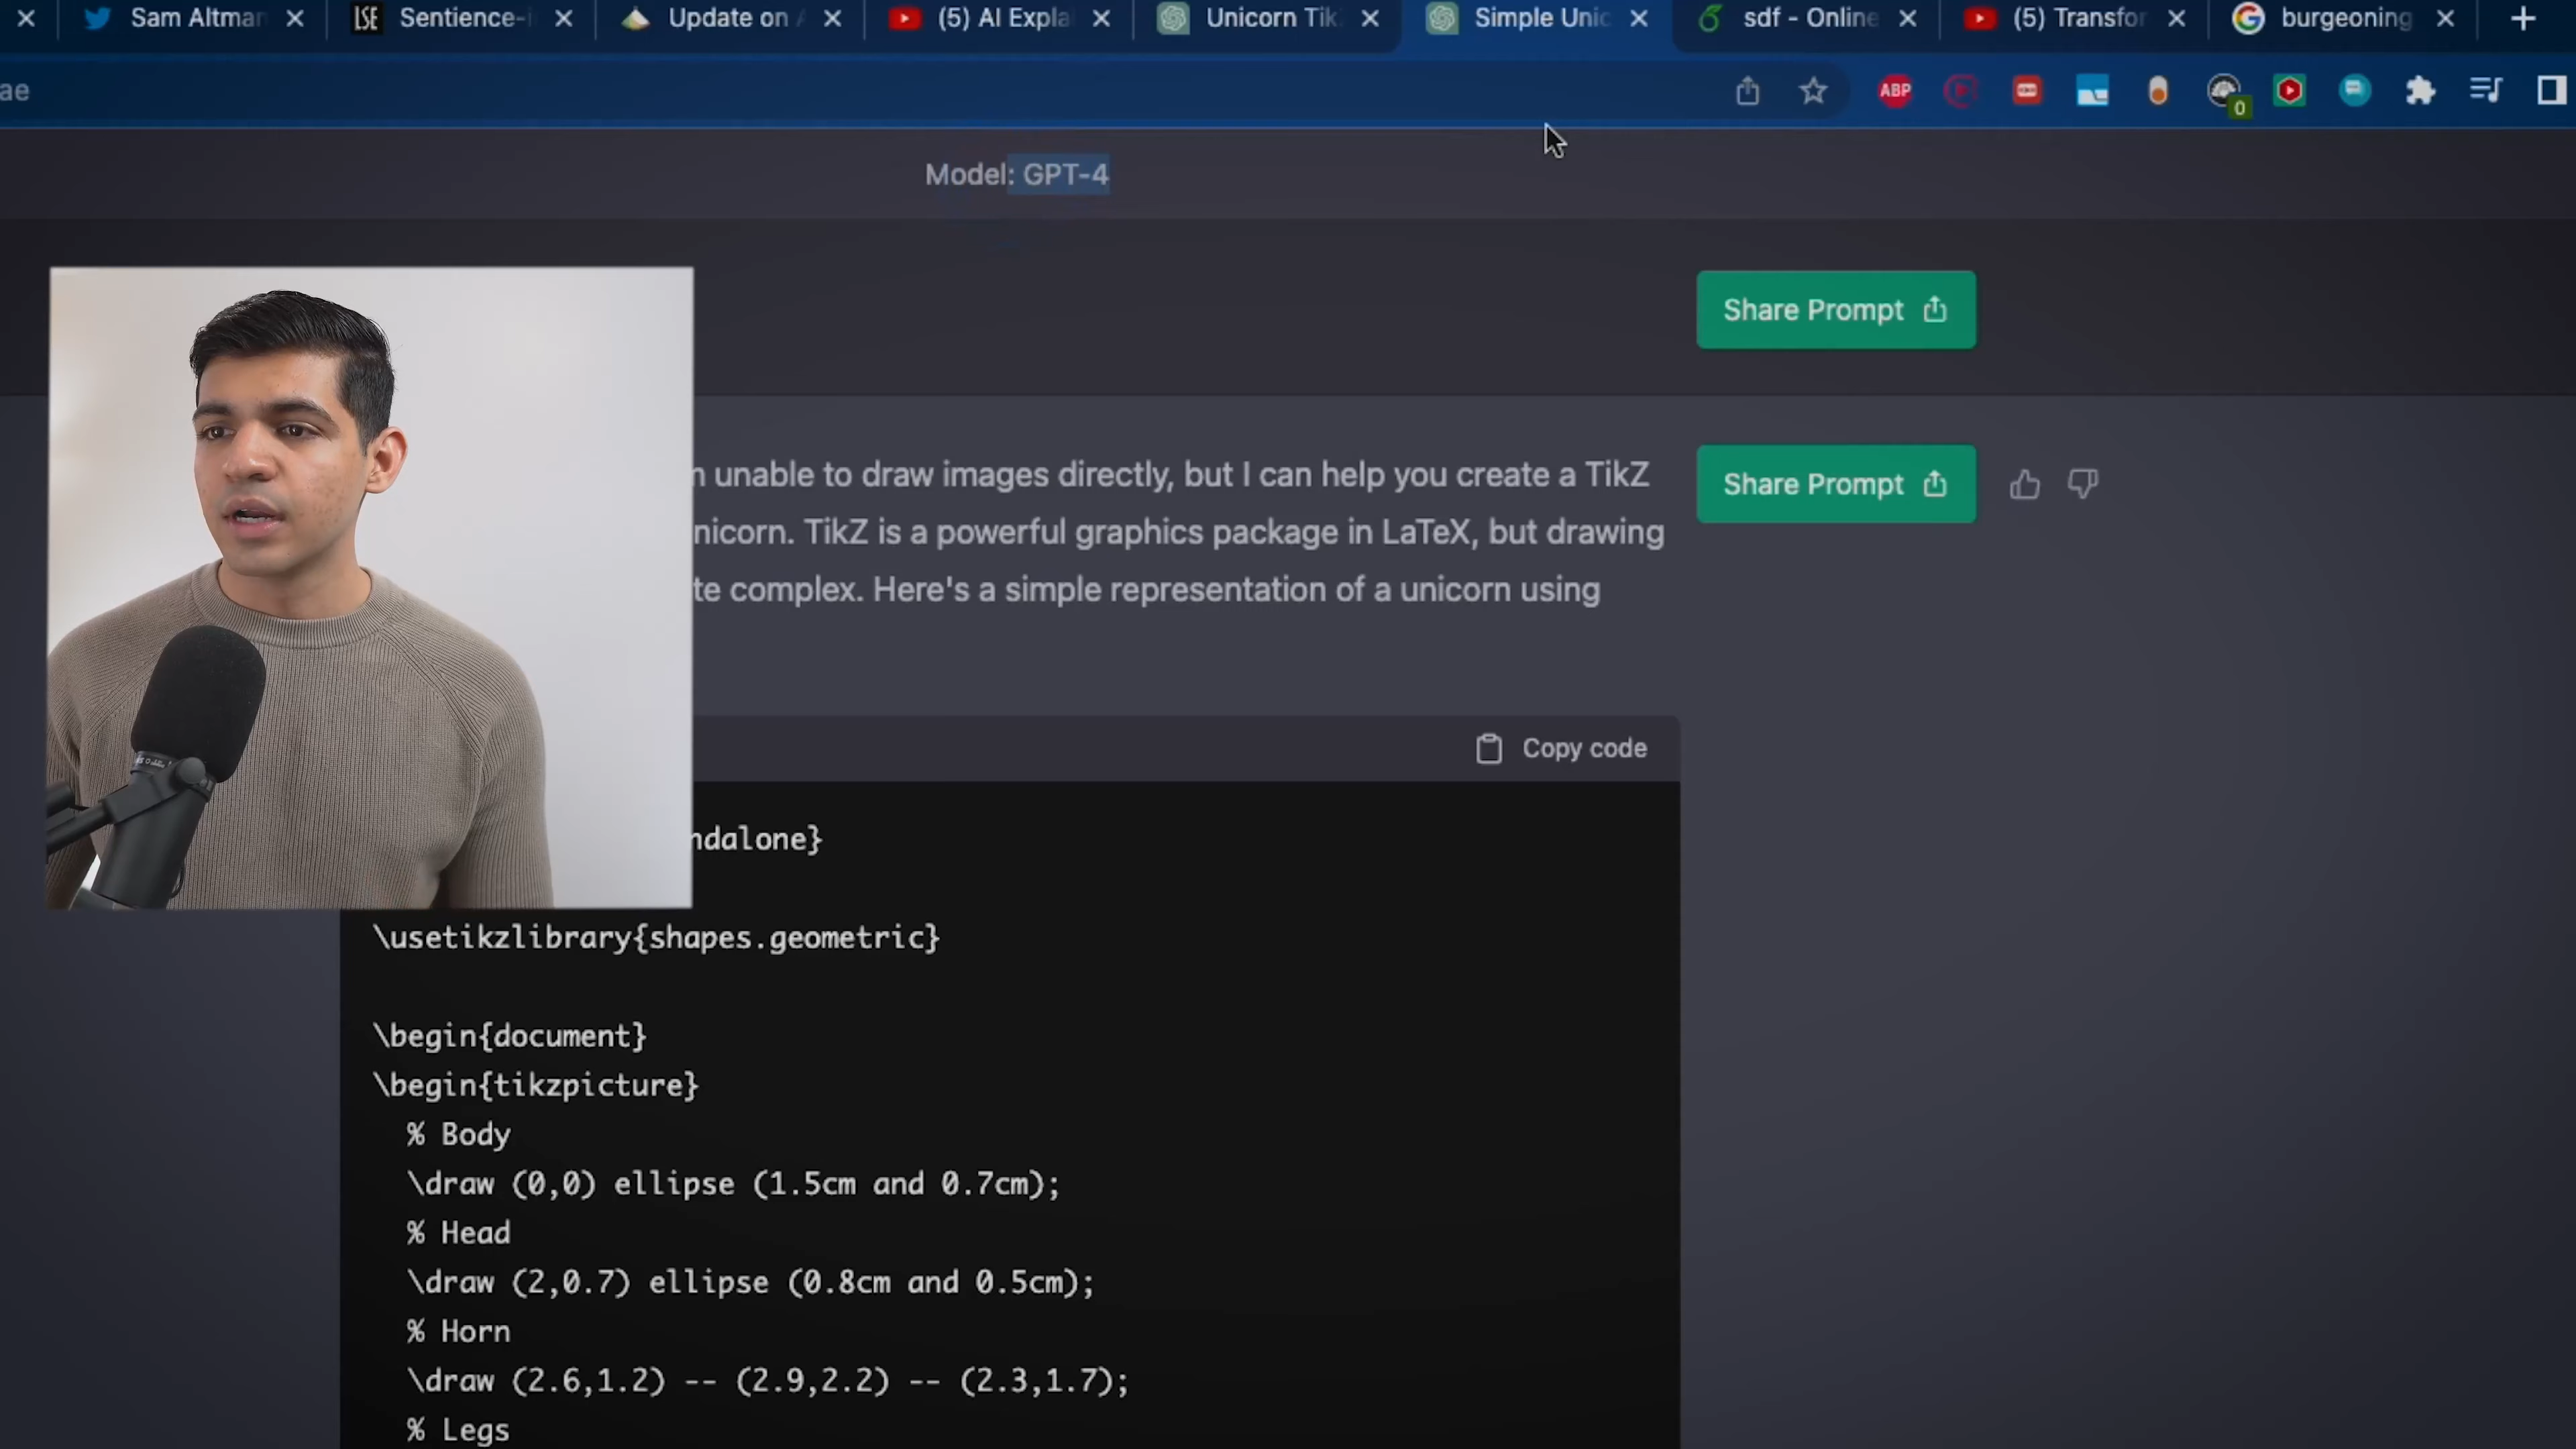 Sam Altman
LSE
Sentience-i
Update on
(5) AI Expla
Unicorn Tik
Simple Unic
sdf - Online
(5) Transfor
burgeoning
ae
ABP
0
Model: GPT-4
Share Prompt
unable to draw images directly, but I can help you create a TikZ
Share Prompt
nicorn. TikZ is a powerful graphics package in LaTeX, but drawing
te complex. Here's a simple representation of a unicorn using
Copy code
ndalone}
\usetikzlibrary{shapes.geometric}
\begin{document}
\begin{tikzpicture}
% Body
\draw (0,0) ellipse (1.5cm and 0.7cm);
% Head
\draw (2,0.7) ellipse (0.8cm and 0.5cm);
% Horn
\draw (2.6,1.2) -- (2.9,2.2) -- (2.3,1.7);
% Legs